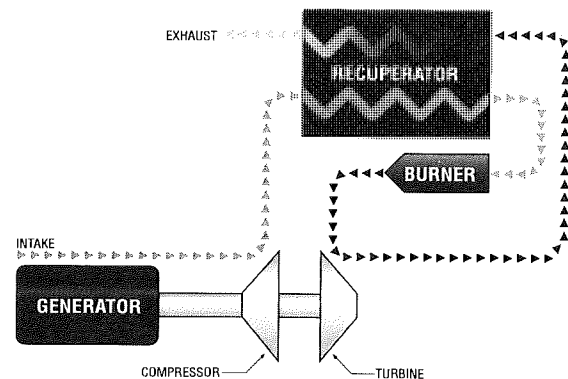 EXHAUST
RECUPERATOR
BURNER
INTAKE
GENERATOR
COMPRESSOR
TURBINE